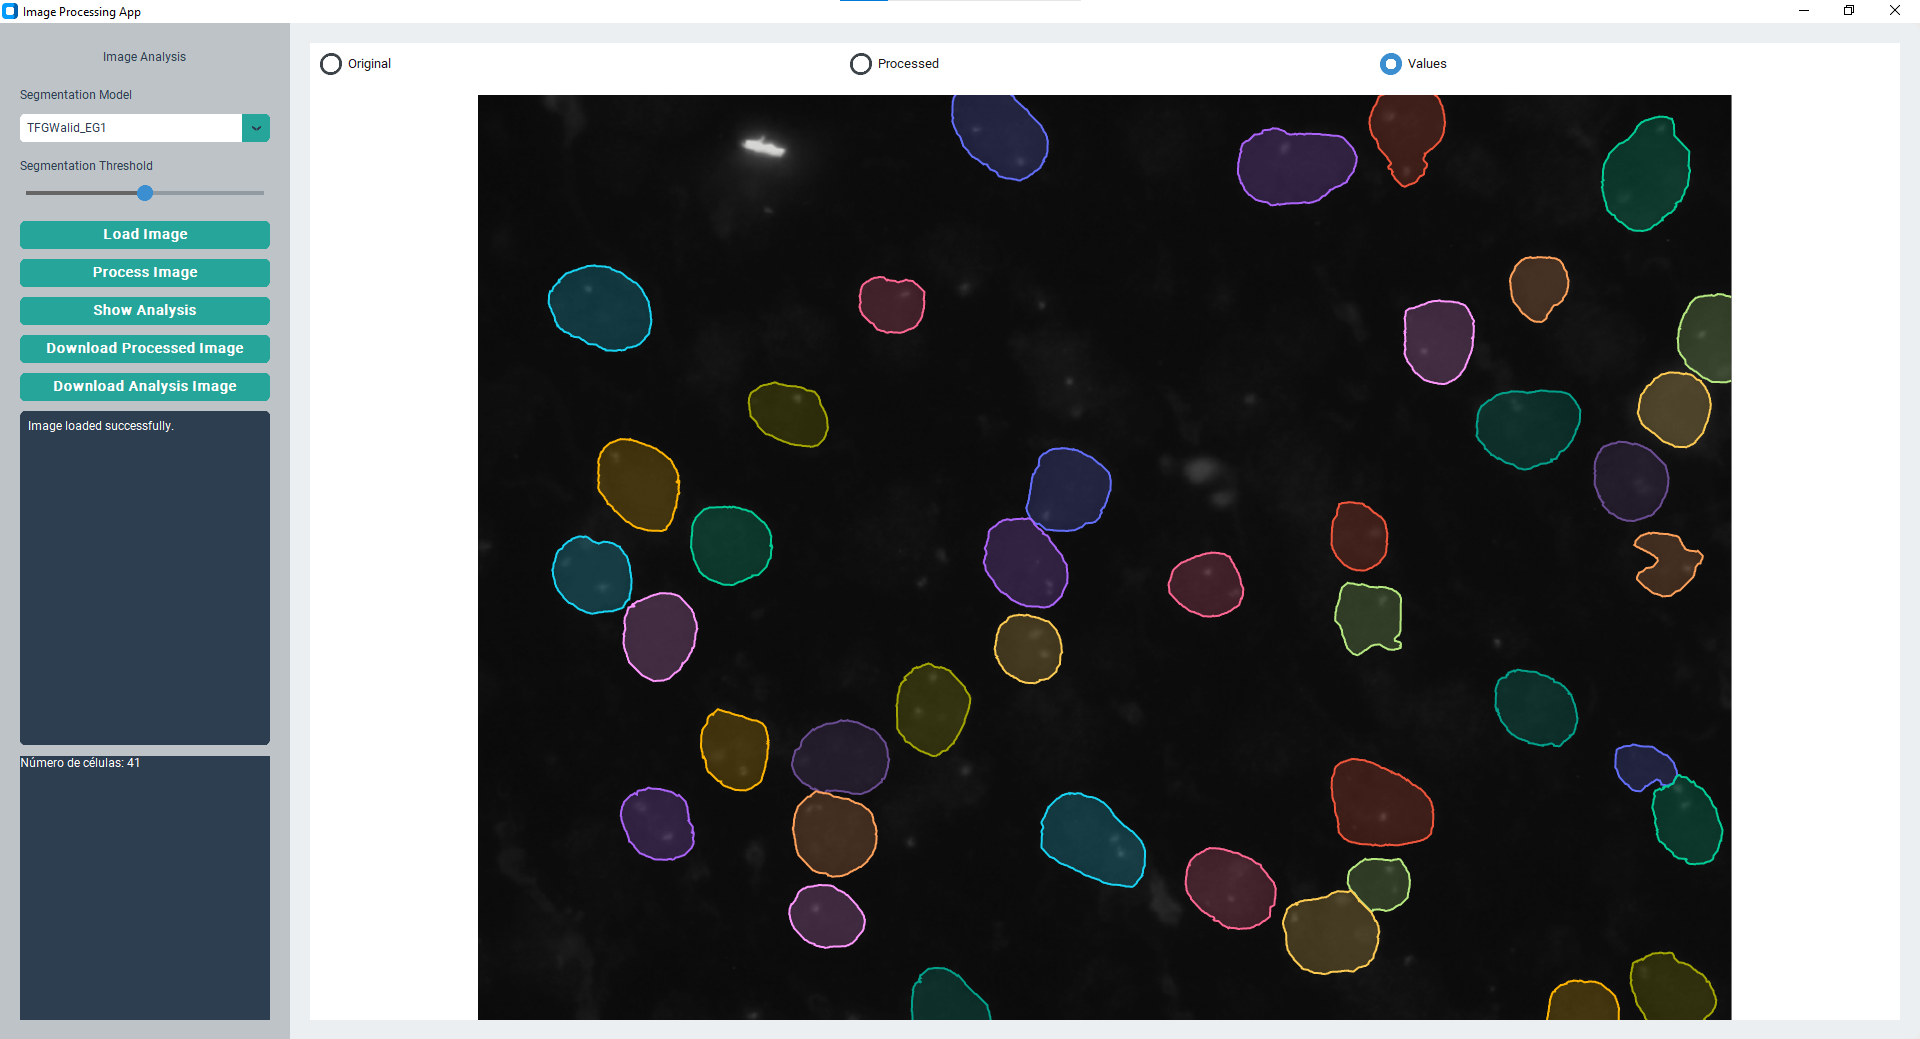 Image Processing App
Image Analysis
Segmentation Model
TFGWalid_EG1
Segmentation Threshold
Load Image
Process Image
Show Analysis
Download Processed Image
Download Analysis Image
Image loaded successfully.
Número de células: 41
Original
Processed
Values